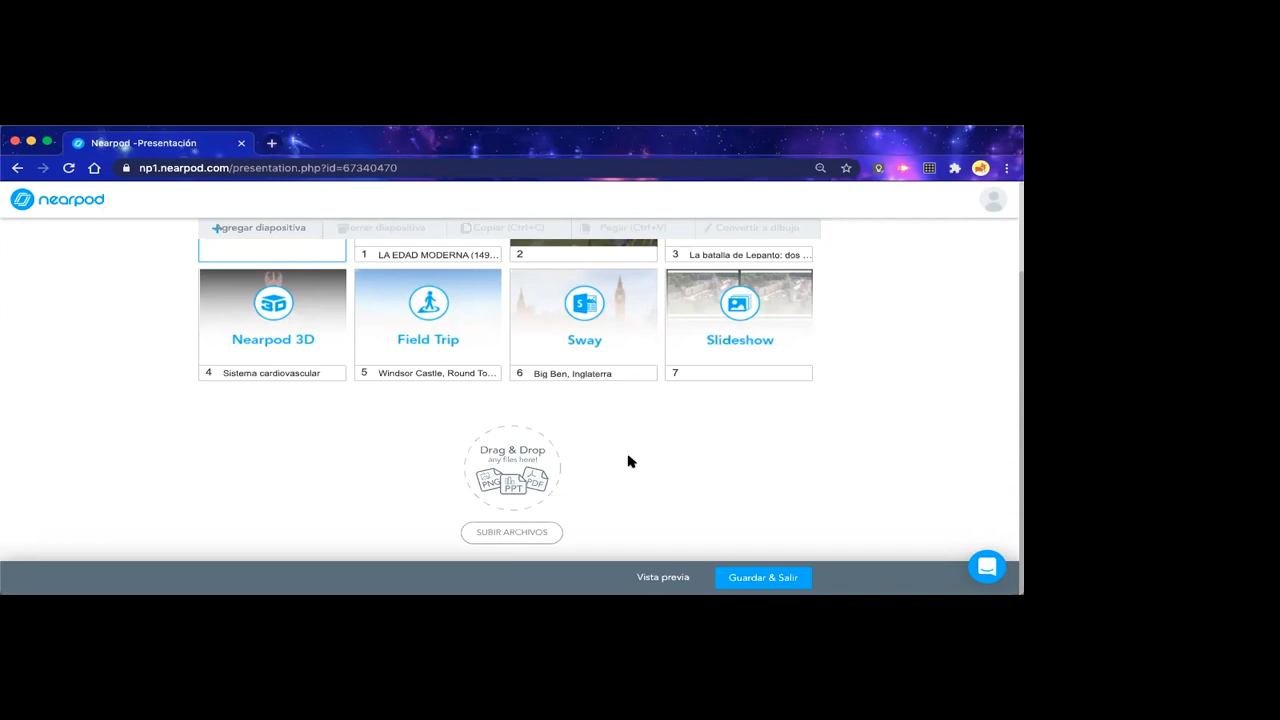 Nearpod -Presentación
np1.nearpod.com/presentation.php?id=67340470
nearpod
Agregar diapositiva
Borrar diapositiva
Copiar (Ctrl+C)
Pegar (Ctrl+V)
Convertir a dibujo
1 LA EDAD MODERNA (149...
2
3 La batalla de Lepanto: dos ...
Nearpod 3D
Field Trip
Sway
Slideshow
4 Sistema cardiovascular
5 Windsor Castle, Round To...
6 Big Ben, Inglaterra
7
Drag & Drop
any files here!
PNG
PPT
PDF
SUBIR ARCHIVOS
Vista previa
Guardar & Salir